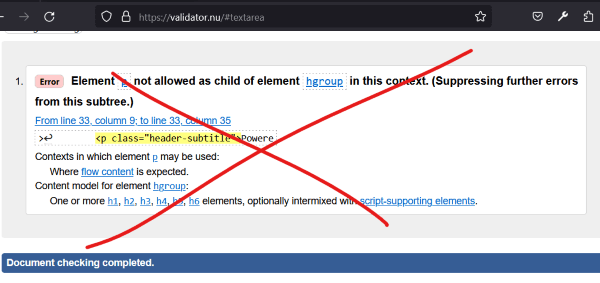 https://validator.nu/#textarea
1. Error Element p not allowed as child of element hgroup in this context. (Suppressing further errors
from this subtree.)
From line 33, column 9; to line 33, column 35
>↩ <p class="header-subtitle">Powere
Contexts in which element p may be used:
Where flow content is expected.
Content model for element hgroup:
One or more h1, h2, h3, h4, h5, h6 elements, optionally intermixed with script-supporting elements.
Document checking completed.